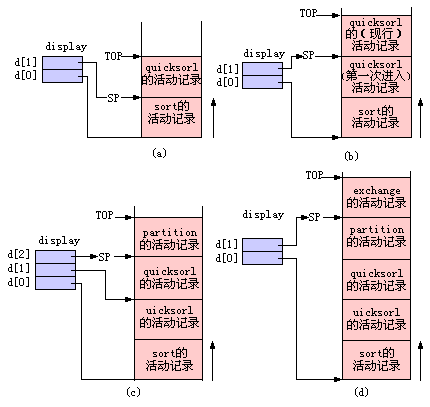 display
d[1]
d[0]
TOP
SP
quicksorl
的活动记录
sort的
活动记录
(a)
display
d[1]
d[0]
TOP
SP
quicksorl
的(现行)
活动记录
quicksorl
(第一次进入)
活动记录
sort的
活动记录
(b)
display
d[2]
d[1]
d[0]
TOP
SP
partition
的活动记录
quicksorl
的活动记录
uicksorl
的活动记录
sort的
活动记录
(c)
display
d[1]
d[0]
TOP
SP
exchange
的活动记录
partition
的活动记录
quicksorl
的活动记录
uicksorl
的活动记录
sort的
活动记录
(d)